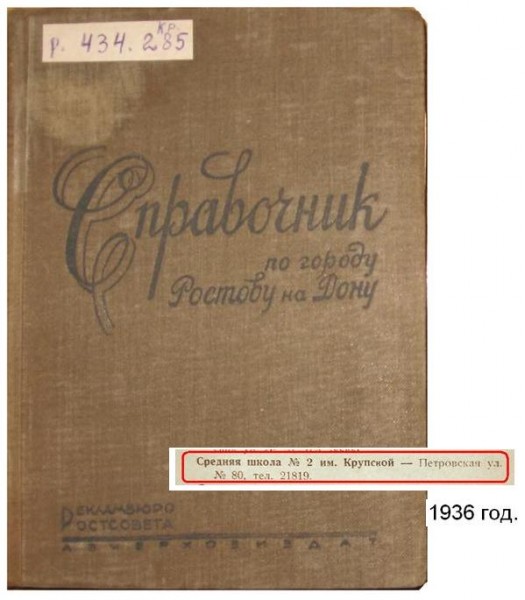 р. 434. 285
Кр.
Справочник
по городу
Ростову на Дону
Средняя школа № 2 им. Крупской — Петровская ул.
№ 80, тел. 21819.
1936 год.
РЕКЛАМБЮРО
РОСТСОВЕТА
АЗЧЕРХОВИЗДАТ